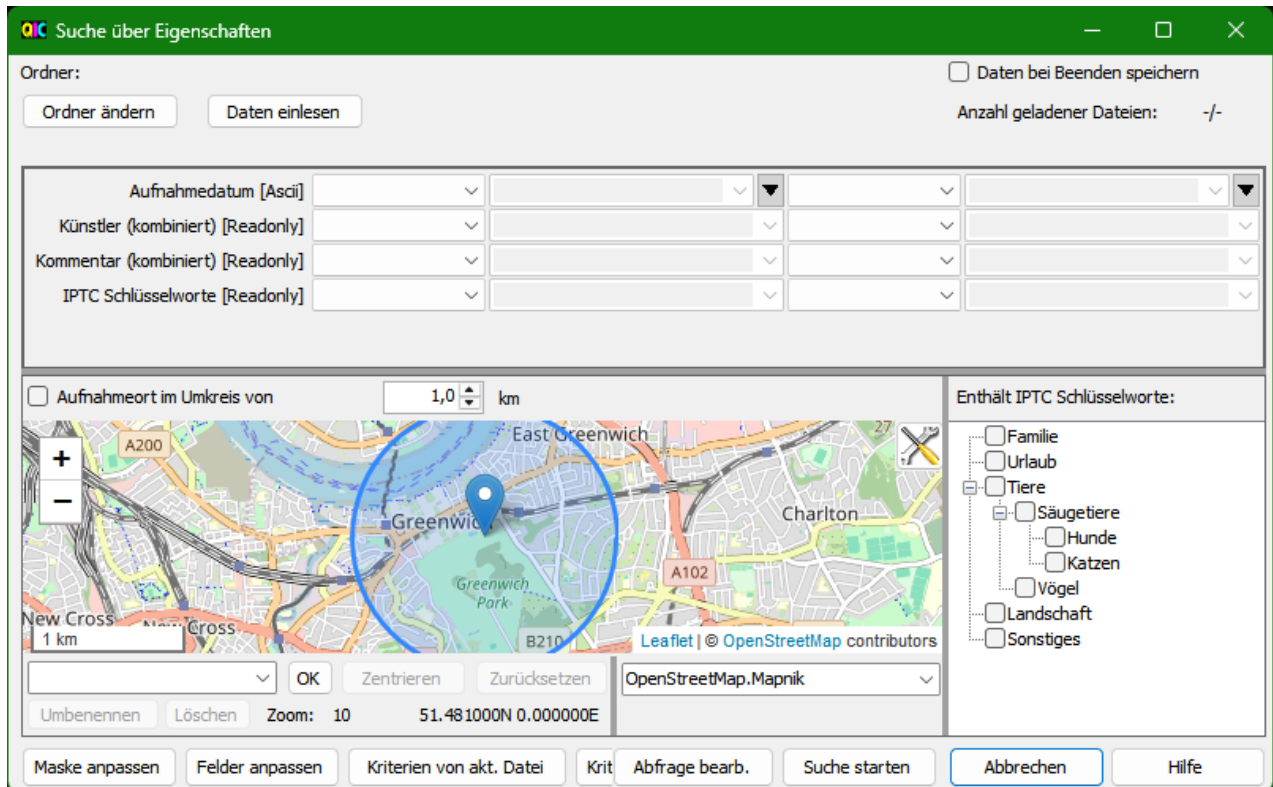 QIC Suche über Eigenschaften
Ordner:
Daten bei Beenden speichern
Ordner ändern Daten einlesen Anzahl geladener Dateien: -/-
Aufnahmedatum [Ascii]
Künstler (kombiniert) [Readonly]
Kommentar (kombiniert) [Readonly]
IPTC Schlüsselworte [Readonly]
Aufnahmeort im Umkreis von 1,0 km
+
−
A200
East Greenwich
27
Greenwic
Charlton
A102
Greenwich
Park
New Cross
New Cross
1 km
B210
Leaflet | © OpenStreetMap contributors
Enthält IPTC Schlüsselworte:
Familie
Urlaub
Tiere
Säugetiere
Hunde
Katzen
Vögel
Landschaft
Sonstiges
OK Zentrieren Zurücksetzen OpenStreetMap.Mapnik
Umbenennen Löschen Zoom: 10 51.481000N 0.000000E
Maske anpassen Felder anpassen Kriterien von akt. Datei Krit Abfrage bearb. Suche starten Abbrechen Hilfe